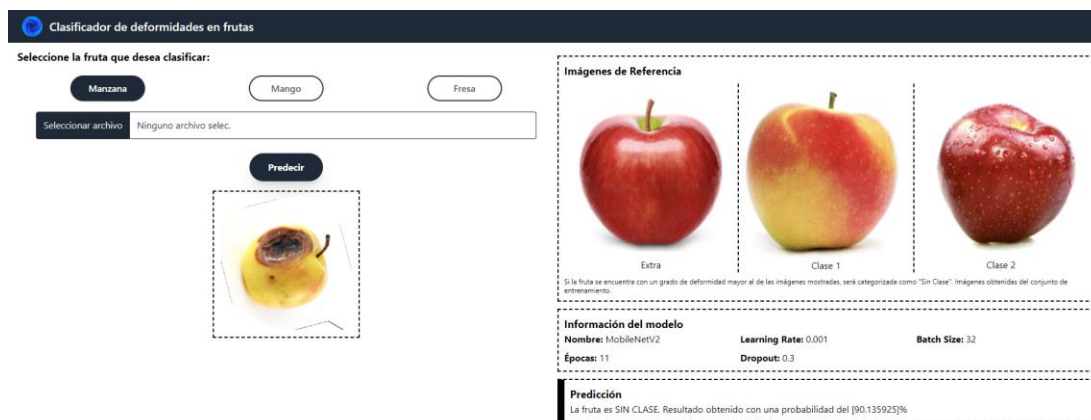 Clasificador de deformidades en frutas
Seleccione la fruta que desea clasificar:
Manzana
Mango
Fresa
Seleccionar archivo
Ninguno archivo selec.
Predecir
Imágenes de Referencia
Extra
Clase 1
Clase 2
Si la fruta se encuentra con un grado de deformidad mayor al de las imágenes mostradas, será categorizada como "Sin Clase". Imágenes obtenidas del conjunto de
entrenamiento.
Información del modelo
Nombre: MobileNetV2
Learning Rate: 0.001
Batch Size: 32
Épocas: 11
Dropout: 0.3
Predicción
La fruta es SIN CLASE. Resultado obtenido con una probabilidad del [90.135925]%